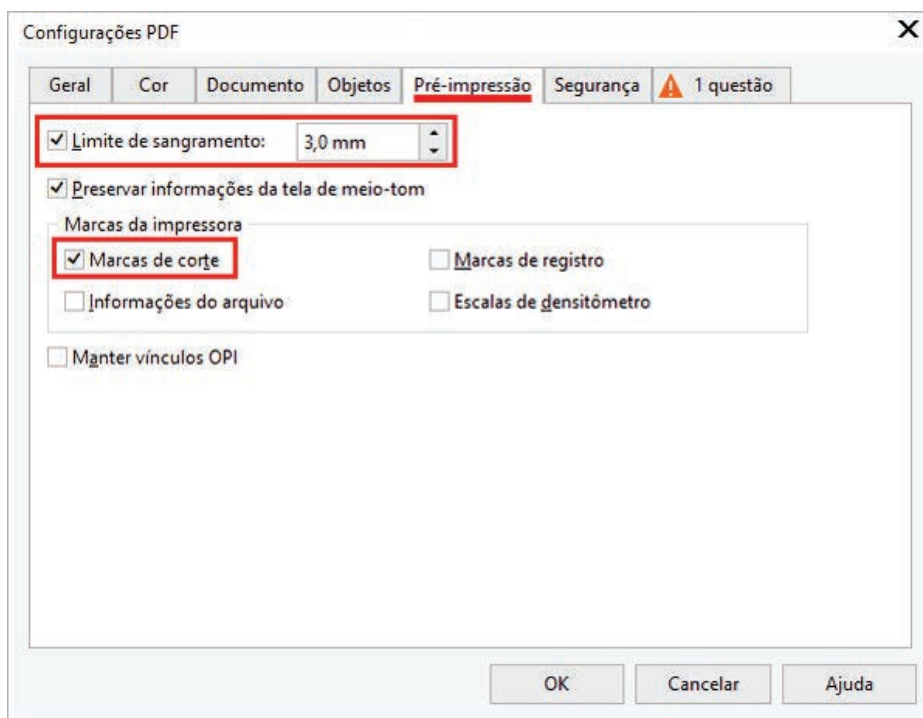 Configurações PDF
Geral Cor Documento Objetos Pré-impressão Segurança 1 questão
Limite de sangramento: 3,0 mm
Preservar informações da tela de meio-tom
Marcas da impressora
Marcas de corte Marcas de registro
Informações do arquivo Escalas de densitômetro
Manter vínculos OPI
OK Cancelar Ajuda